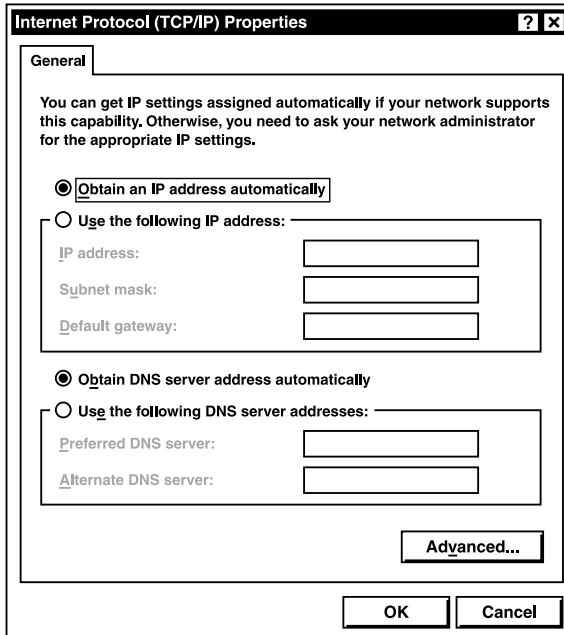 Internet Protocol (TCP/IP) Properties ? ×
General
You can get IP settings assigned automatically if your network supports
this capability. Otherwise, you need to ask your network administrator
for the appropriate IP settings.
Obtain an IP address automatically
Use the following IP address:
IP address:
Subnet mask:
Default gateway:
Obtain DNS server address automatically
Use the following DNS server addresses:
Preferred DNS server:
Alternate DNS server:
Advanced...
OK Cancel